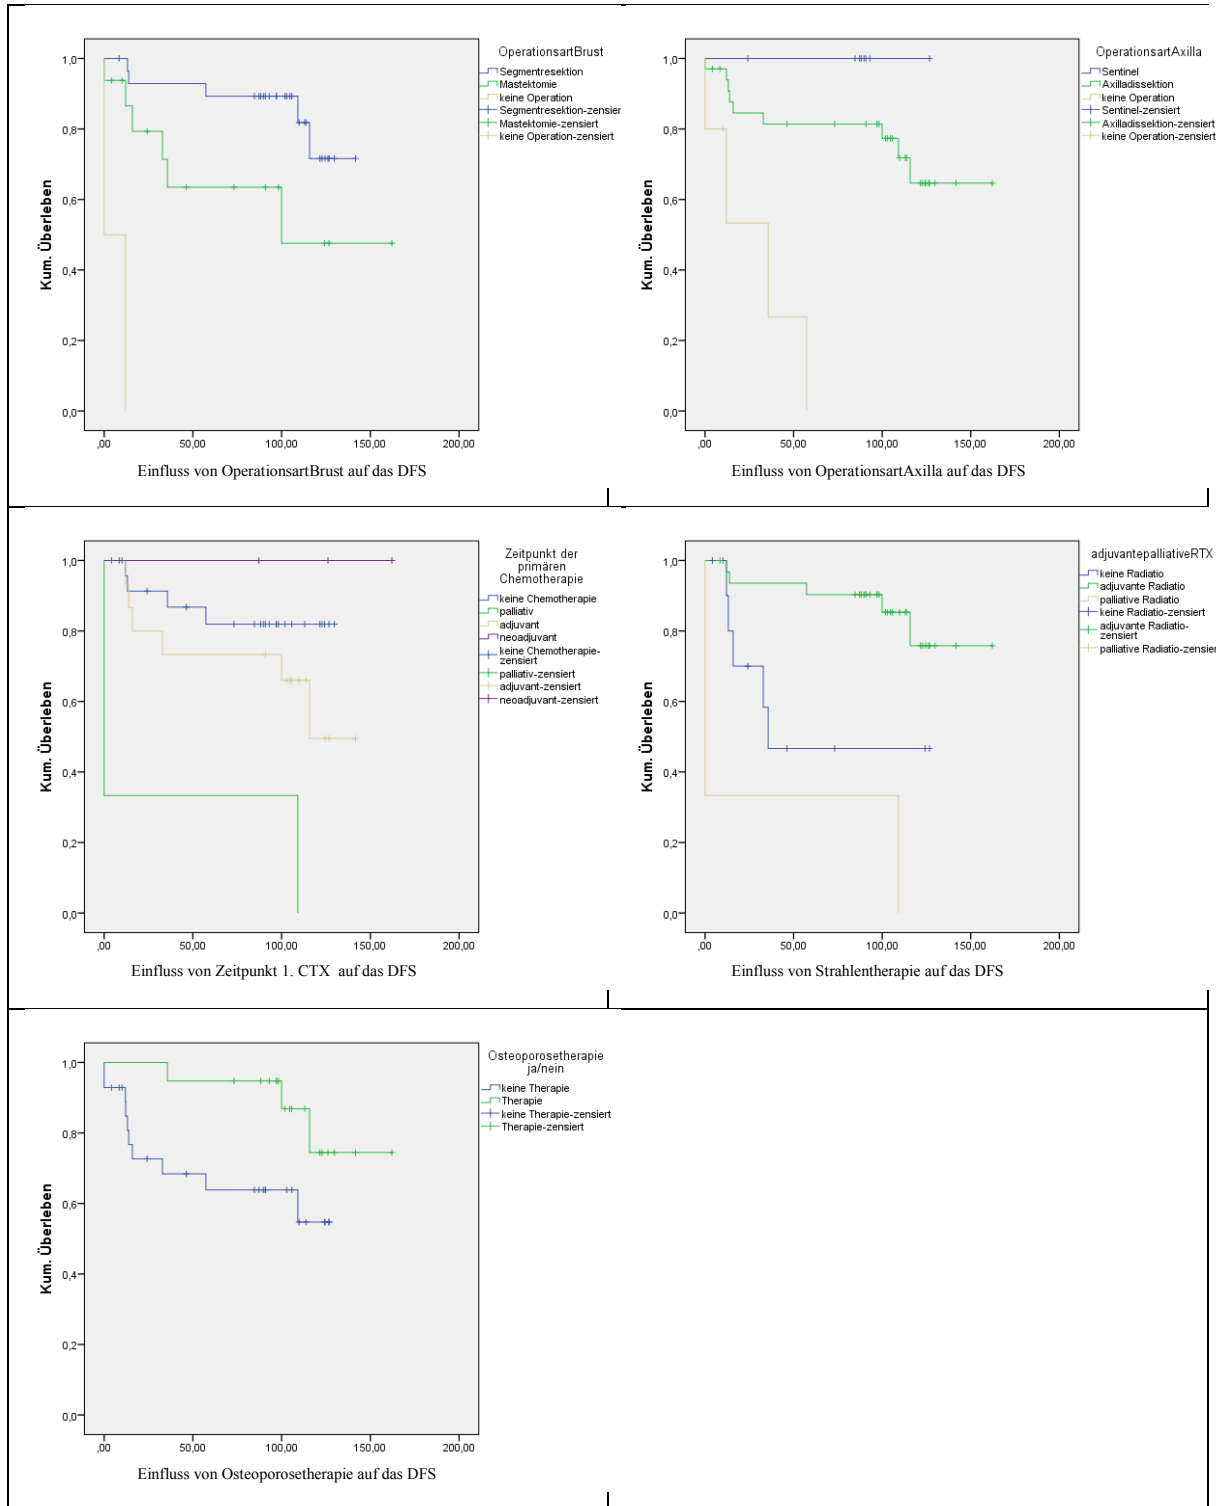 OperationsartBrust
Segmentresektion
Mastektomie
keine Operation
Segmentresektion-zensiert
Mastektomie-zensiert
keine Operation-zensiert
Kum. Überleben
1,0
0,8
0,6
0,4
0,2
0,0
,00 50,00 100,00 150,00 200,00
Einfluss von OperationsartBrust auf das DFS
OperationsartAxilla
Sentinel
Axilladissektion
keine Operation
Sentinel-zensiert
Axilladissektion-zensiert
keine Operation-zensiert
Kum. Überleben
1,0
0,8
0,6
0,4
0,2
0,0
,00 50,00 100,00 150,00 200,00
Einfluss von OperationsartAxilla auf das DFS
Zeitpunkt der
primären
Chemotherapie
keine Chemotherapie
palliativ
adjuvant
neoadjuvant
keine Chemotherapie-
zensiert
palliativ-zensiert
adjuvant-zensiert
neoadjuvant-zensiert
Kum. Überleben
1,0
0,8
0,6
0,4
0,2
0,0
,00 50,00 100,00 150,00 200,00
Einfluss von Zeitpunkt 1. CTX auf das DFS
adjuvantepalliativeRTX
keine Radiatio
adjuvante Radiatio
palliative Radiatio
keine Radiatio-zensiert
adjuvante Radiatio-
zensiert
palliative Radiatio-zensier
Kum. Überleben
1,0
0,8
0,6
0,4
0,2
0,0
,00 50,00 100,00 150,00 200,00
Einfluss von Strahlentherapie auf das DFS
Osteoporosetherapie
ja/nein
keine Therapie
Therapie
keine Therapie-zensiert
Therapie-zensiert
Kum. Überleben
1,0
0,8
0,6
0,4
0,2
0,0
,00 50,00 100,00 150,00 200,00
Einfluss von Osteoporosetherapie auf das DFS